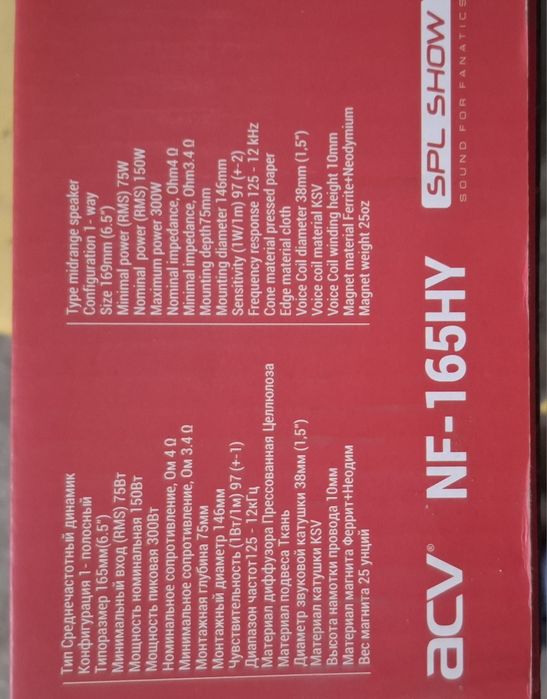 Тип Среднечастотный динамик
Конфигурация 1- полосный
Типоразмер 165мм(6.5")
Минимальный вход (RMS) 75Вт
Мощность номинальная 150Вт
Мощность пиковая 300Вт
Номинальное сопротивление, Ом 4 Ω
Минимальное сопротивление, Ом 3.4 Ω
Монтажная глубина 75мм
Монтажный диаметр 146мм
Чувствительность (1Вт/1м) 97 (+-1)
Диапазон частот125 - 12кГц
Материал диффузора Прессованная Целлюлоза
Материал подвеса Ткань
Диаметр звуковой катушки 38мм (1,5")
Материал катушки KSV
Высота намотки провода 10мм
Материал магнита Феррит+Неодим
Вес магнита 25 унций
Type midrange speaker
Configuration 1- way
Size 169mm (6.5")
Minimal power (RMS) 75W
Nominal power (RMS) 150W
Maximum power 300W
Nominal impedance, Ohm4 Ω
Minimal impedance, Ohm3.4 Ω
Mounting depth75mm
Mounting diameter 146mm
Sensitivity (1W/1m) 97 (+-2)
Frequency response 125 - 12 kHz
Cone material pressed paper
Edge material cloth
Voice Coil diameter 38mm (1,5")
Voice coil material KSV
Voice Coil winding height 10mm
Magnet material Ferrite+Neodymium
Magnet weight 25oz
ACV® NF-165HY SPL SHOW
SOUND FOR FANATICS